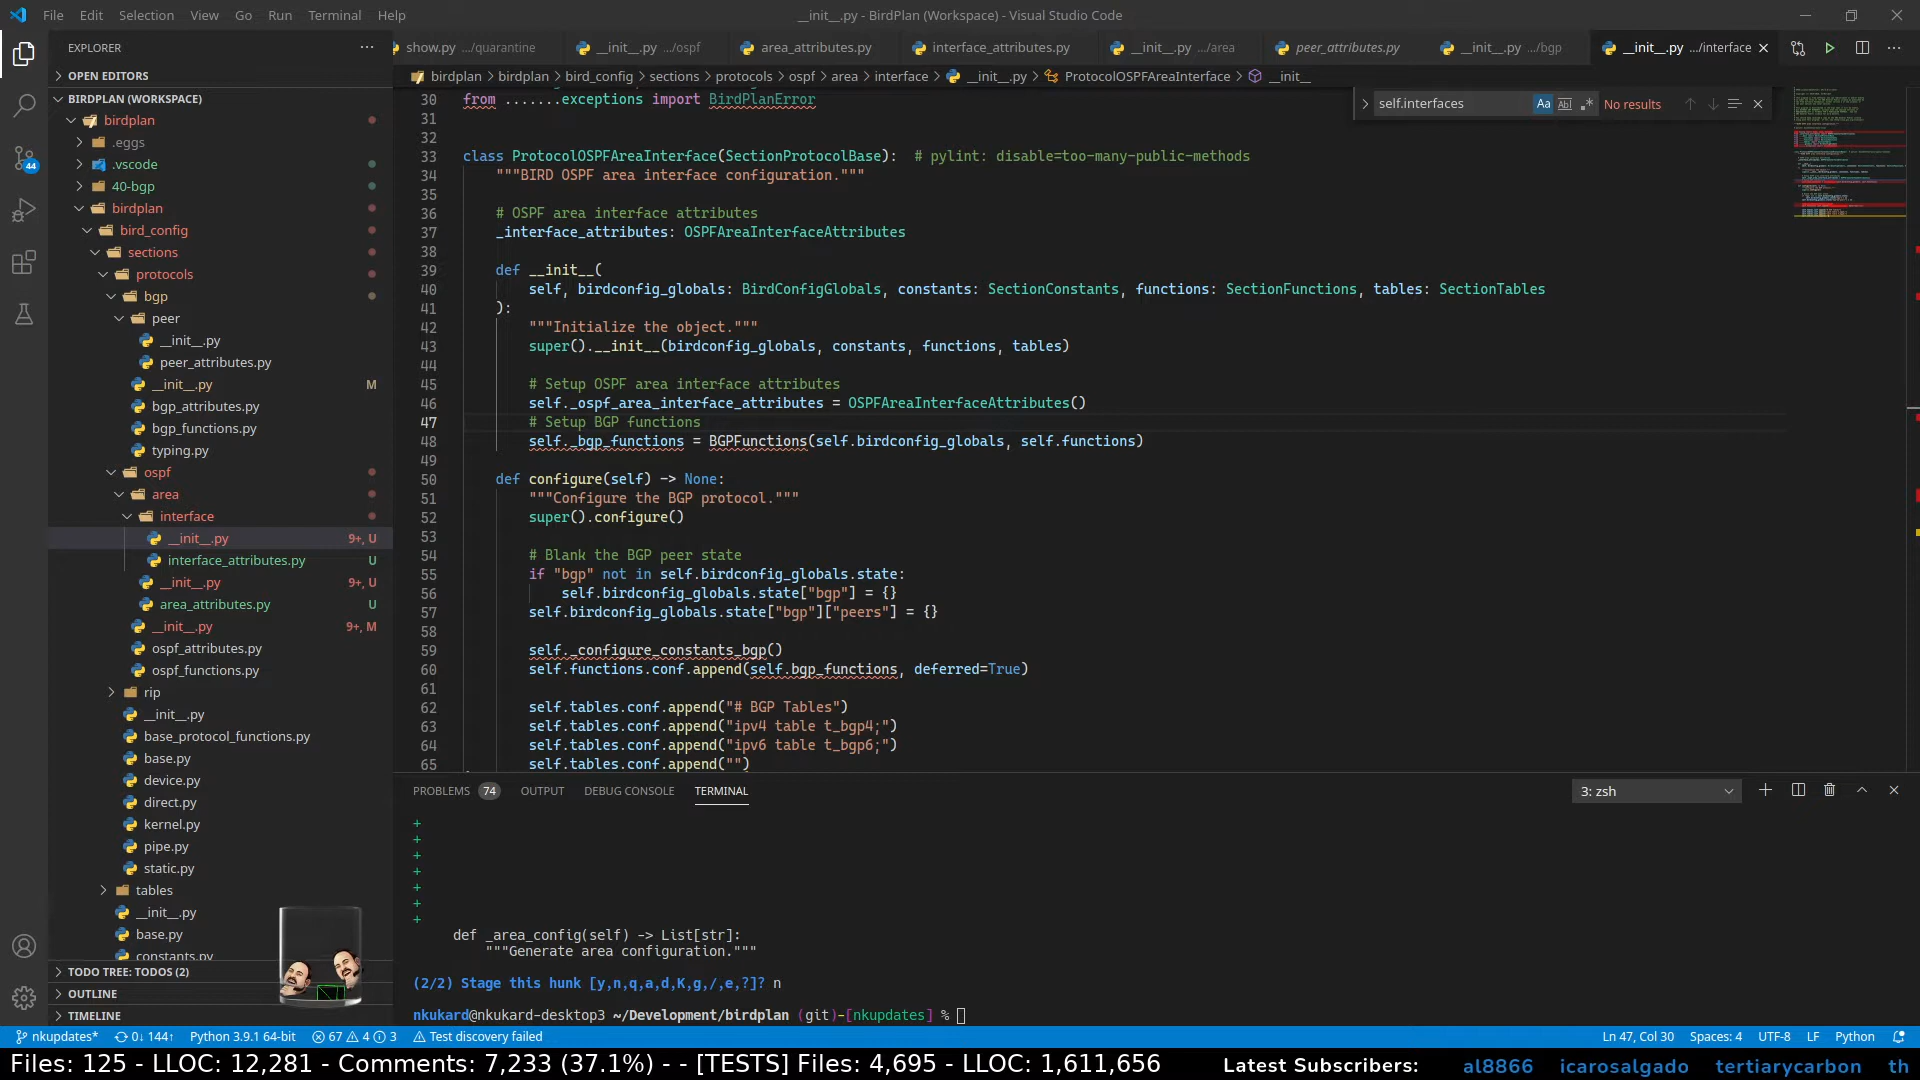 File Edit Selection View Go Run Terminal Help
__init__.py - BirdPlan (Workspace) - Visual Studio Code
EXPLORER
show.py .../quarantine
__init__.py .../ospf
area_attributes.py
interface_attributes.py
__init__.py .../area
peer_attributes.py
__init__.py .../bgp
__init__.py .../interface
birdplan > birdplan > bird_config > sections > protocols > ospf > area > interface > __init__.py > ProtocolOSPFAreaInterface > __init__
self.interfaces
Aa
Abl
No results
OPEN EDITORS
BIRDPLAN (WORKSPACE)
birdplan
.eggs
.vscode
40-bgp
birdplan
bird_config
sections
protocols
bgp
peer
__init__.py
peer_attributes.py
__init__.py M
bgp_attributes.py
bgp_functions.py
typing.py
ospf
area
interface
__init__.py 9+, U
interface_attributes.py U
__init__.py 9+, U
area_attributes.py U
__init__.py 9+, M
ospf_attributes.py
ospf_functions.py
rip
__init__.py
base_protocol_functions.py
base.py
device.py
direct.py
kernel.py
pipe.py
static.py
tables
__init__.py
base.py
constants.py
TODO TREE: TODOS (2)
OUTLINE
TIMELINE
44
30 from .......exceptions import BirdPlanError
31
32
33 class ProtocolOSPFAreaInterface(SectionProtocolBase):  # pylint: disable=too-many-public-methods
34     """BIRD OSPF area interface configuration."""
35
36     # OSPF area interface attributes
37     _interface_attributes: OSPFAreaInterfaceAttributes
38
39     def __init__(
40         self, birdconfig_globals: BirdConfigGlobals, constants: SectionConstants, functions: SectionFunctions, tables: SectionTables
41     ):
42         """Initialize the object."""
43         super().__init__(birdconfig_globals, constants, functions, tables)
44
45         # Setup OSPF area interface attributes
46         self._ospf_area_interface_attributes = OSPFAreaInterfaceAttributes()
47         # Setup BGP functions
48         self._bgp_functions = BGPFunctions(self.birdconfig_globals, self.functions)
49
50     def configure(self) -> None:
51         """Configure the BGP protocol."""
52         super().configure()
53
54         # Blank the BGP peer state
55         if "bgp" not in self.birdconfig_globals.state:
56             self.birdconfig_globals.state["bgp"] = {}
57         self.birdconfig_globals.state["bgp"]["peers"] = {}
58
59         self._configure_constants_bgp()
60         self.functions.conf.append(self.bgp_functions, deferred=True)
61
62         self.tables.conf.append("# BGP Tables")
63         self.tables.conf.append("ipv4 table t_bgp4;")
64         self.tables.conf.append("ipv6 table t_bgp6;")
65         self.tables.conf.append("")
PROBLEMS 74 OUTPUT DEBUG CONSOLE TERMINAL
3: zsh
+
+
+
+
+
+
+
def _area_config(self) -> List[str]:
"""Generate area configuration."""
(2/2) Stage this hunk [y,n,q,a,d,K,g,/,e,?]? n
nkukard@nkukard-desktop3 ~/Development/birdplan (git)-[nkupdates] %
nkupdates* 0↓ 144↑ Python 3.9.1 64-bit 67 4 3 Test discovery failed
Ln 47, Col 30 Spaces: 4 UTF-8 LF Python
Files: 125 - LLOC: 12,281 - Comments: 7,233 (37.1%) - - [TESTS] Files: 4,695 - LLOC: 1,611,656
Latest Subscribers: al8866 icarosalgado tertiarycarbon th